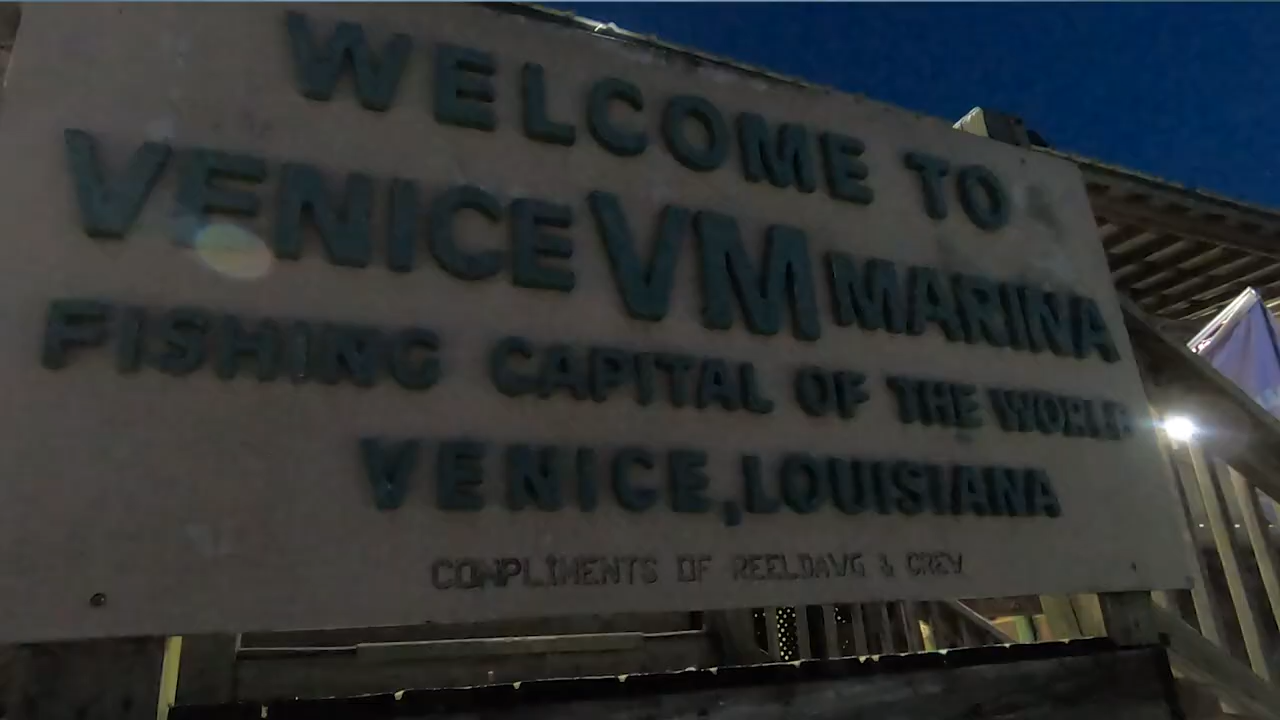 WELCOME TO
VENICE VM MARINA
FISHING CAPITAL OF THE WORLD
VENICE, LOUISIANA
COMPLIMENTS OF REELDAWG & CREW